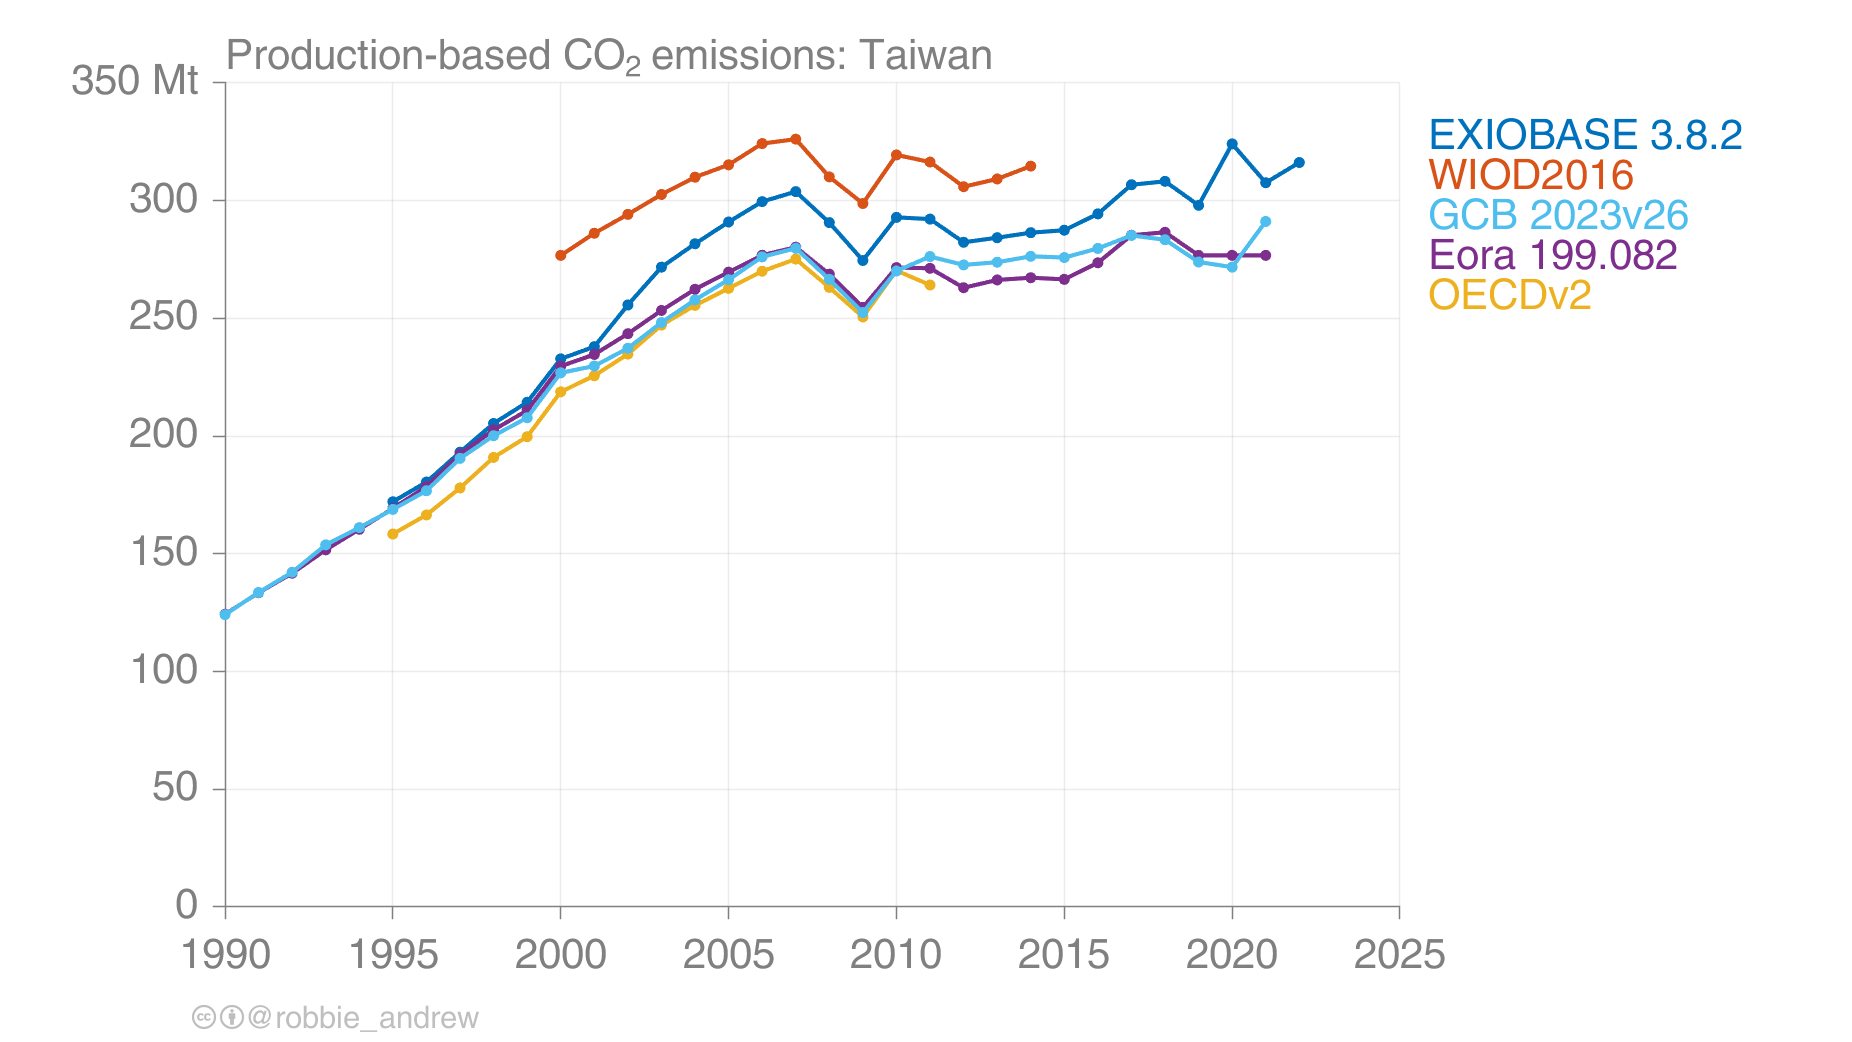 Production-based CO₂ emissions: Taiwan
350 Mt
300
250
200
150
100
50
0
1990 1995 2000 2005 2010 2015 2020 2025
EXIOBASE 3.8.2
WIOD2016
GCB 2023v26
Eora 199.082
OECDv2
cc @robbie_andrew